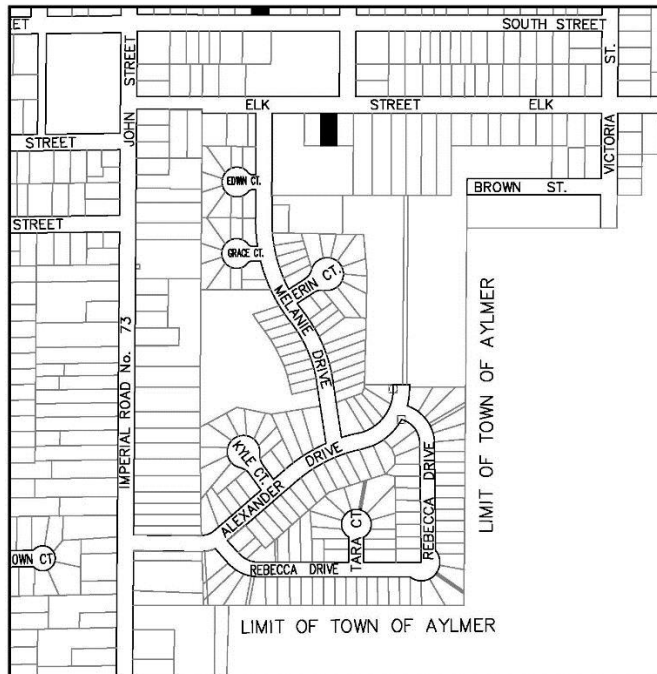 ET
SOUTH STREET
JOHN STREET
ELK STREET ELK
VICTORIA ST.
STREET
EDWIN CT.
BROWN ST.
STREET
GRACE CT.
ERIN CT.
MELANIE DRIVE
IMPERIAL ROAD No. 73
LIMIT OF TOWN OF AYLMER
KYLE CT.
ALEXANDER DRIVE
REBECCA DRIVE
TARA CT.
OWN CT
REBECCA DRIVE
LIMIT OF TOWN OF AYLMER